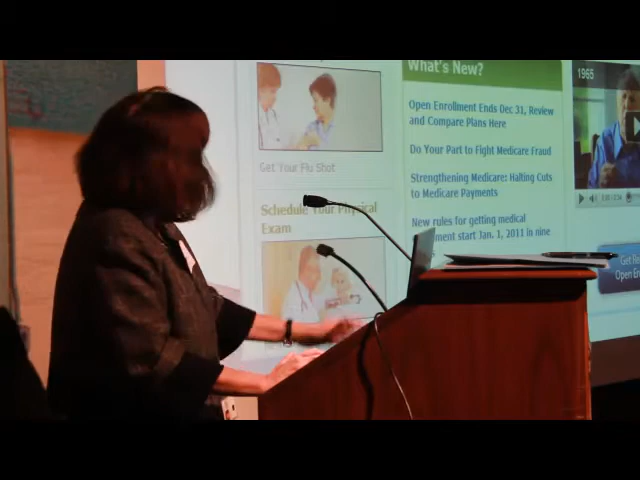 What's New?
1965
Open Enrollment Ends Dec 31, Review
and Compare Plans Here
Do Your Part to Fight Medicare Fraud
Get Your Flu Shot
Strengthening Medicare: Halting Cuts
to Medicare Payments
Schedule Your Physical
Exam
New rules for getting medical
start Jan. 1, 2011 in nine
Open